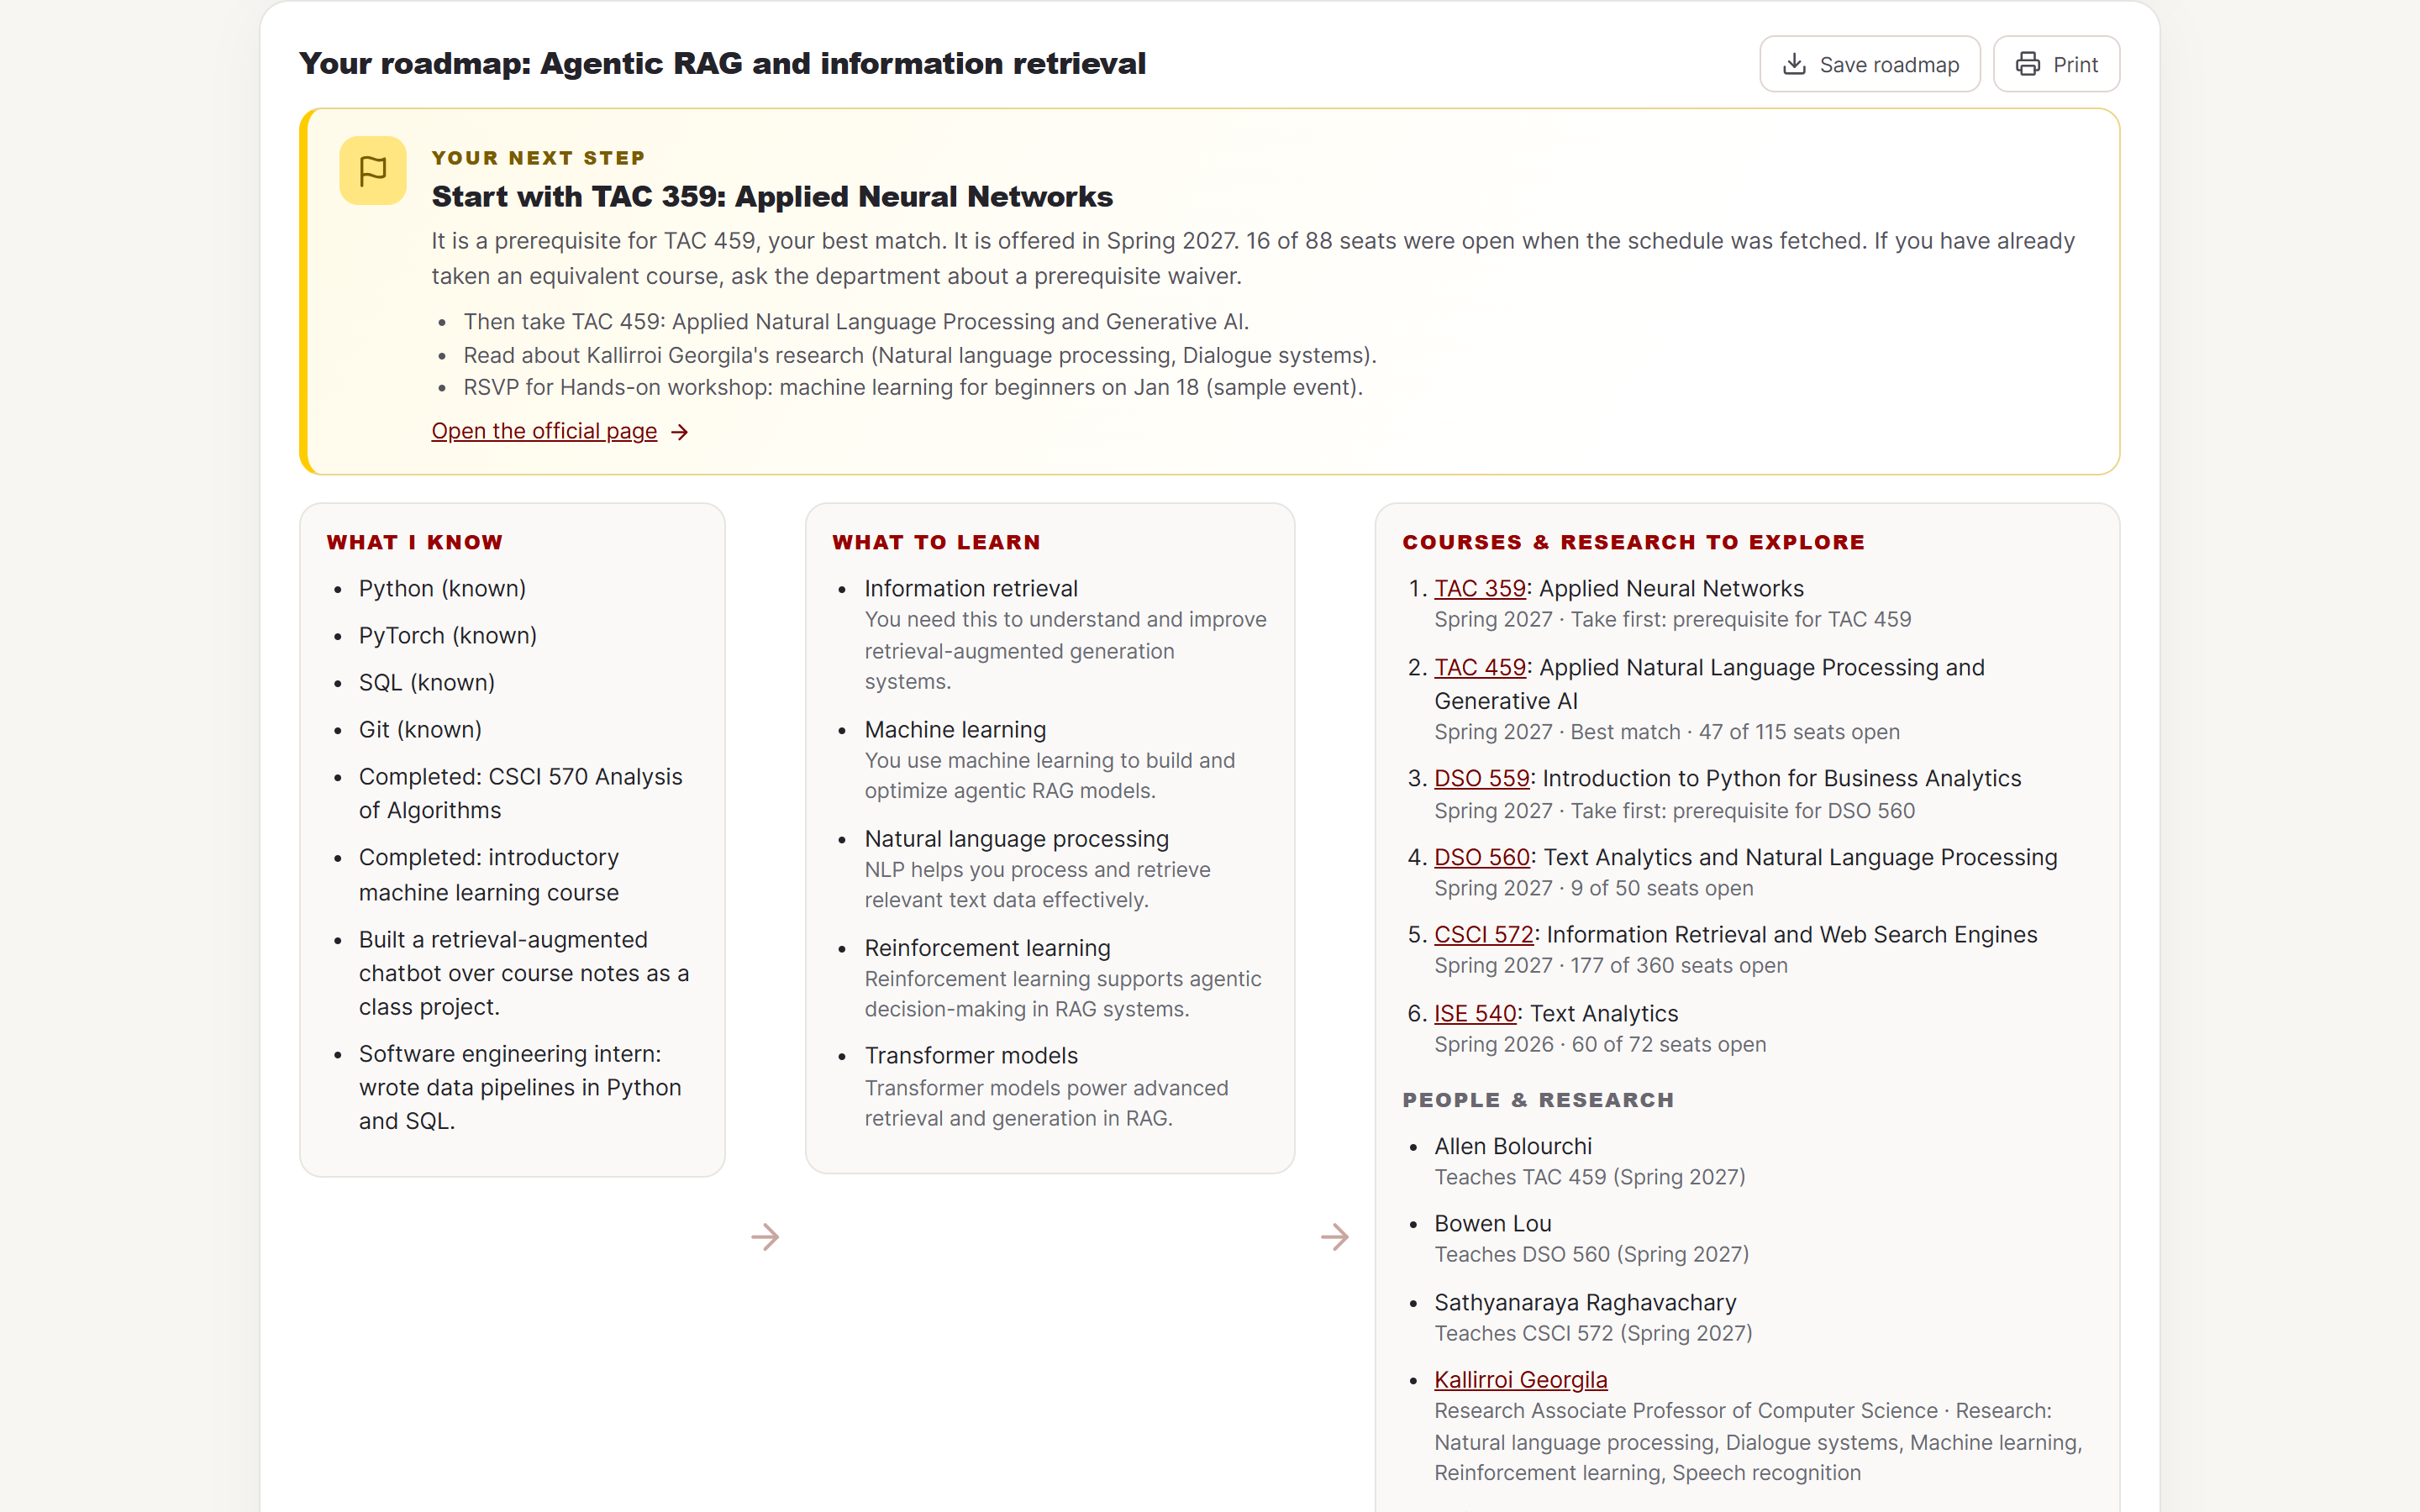 Your roadmap: Agentic RAG and information retrieval
Save roadmap
Print
YOUR NEXT STEP
Start with TAC 359: Applied Neural Networks
It is a prerequisite for TAC 459, your best match. It is offered in Spring 2027. 16 of 88 seats were open when the schedule was fetched. If you have already
taken an equivalent course, ask the department about a prerequisite waiver.
• Then take TAC 459: Applied Natural Language Processing and Generative AI.
• Read about Kallirroi Georgila's research (Natural language processing, Dialogue systems).
• RSVP for Hands-on workshop: machine learning for beginners on Jan 18 (sample event).
Open the official page →
WHAT I KNOW
• Python (known)
• PyTorch (known)
• SQL (known)
• Git (known)
• Completed: CSCI 570 Analysis
of Algorithms
• Completed: introductory
machine learning course
• Built a retrieval-augmented
chatbot over course notes as a
class project.
• Software engineering intern:
wrote data pipelines in Python
and SQL.
WHAT TO LEARN
• Information retrieval
You need this to understand and improve
retrieval-augmented generation
systems.
• Machine learning
You use machine learning to build and
optimize agentic RAG models.
• Natural language processing
NLP helps you process and retrieve
relevant text data effectively.
• Reinforcement learning
Reinforcement learning supports agentic
decision-making in RAG systems.
• Transformer models
Transformer models power advanced
retrieval and generation in RAG.
COURSES & RESEARCH TO EXPLORE
1. TAC 359: Applied Neural Networks
Spring 2027 · Take first: prerequisite for TAC 459
2. TAC 459: Applied Natural Language Processing and
Generative AI
Spring 2027 · Best match · 47 of 115 seats open
3. DSO 559: Introduction to Python for Business Analytics
Spring 2027 · Take first: prerequisite for DSO 560
4. DSO 560: Text Analytics and Natural Language Processing
Spring 2027 · 9 of 50 seats open
5. CSCI 572: Information Retrieval and Web Search Engines
Spring 2027 · 177 of 360 seats open
6. ISE 540: Text Analytics
Spring 2026 · 60 of 72 seats open
PEOPLE & RESEARCH
• Allen Bolourchi
Teaches TAC 459 (Spring 2027)
• Bowen Lou
Teaches DSO 560 (Spring 2027)
• Sathyanaraya Raghavachary
Teaches CSCI 572 (Spring 2027)
• Kallirroi Georgila
Research Associate Professor of Computer Science · Research:
Natural language processing, Dialogue systems, Machine learning,
Reinforcement learning, Speech recognition